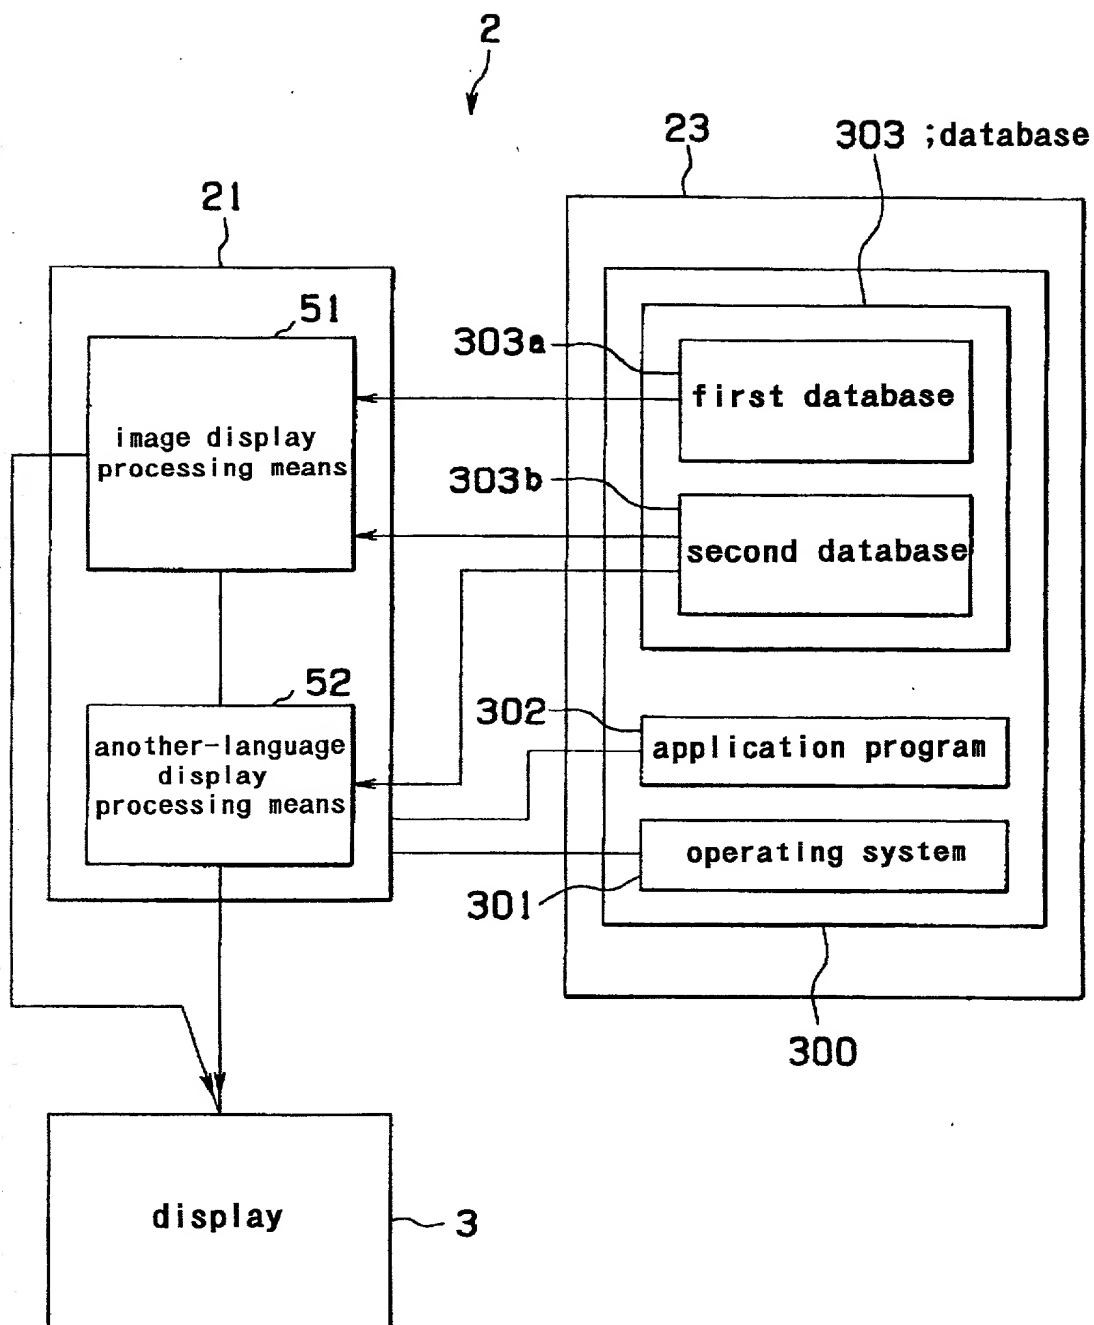 2
23
303 ;database
21
51
303a
first database
image display
processing means
303b
second database
52
302
another-language
display
processing means
application program
operating system
301
300
display
3